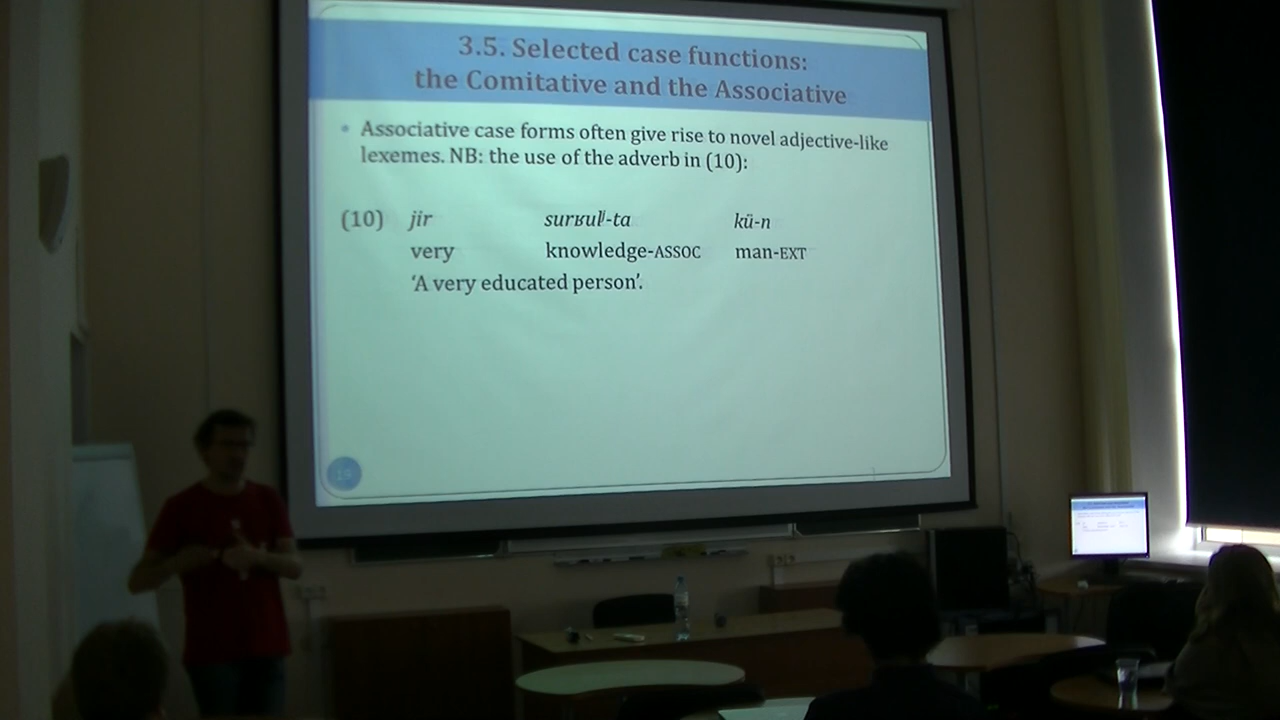 3.5. Selected case functions:
the Comitative and the Associative
• Associative case forms often give rise to novel adjective-like
lexemes. NB: the use of the adverb in (10):
(10) jir surʁulʲ-ta kü-n
very knowledge-ASSOC man-EXT
‘A very educated person’.